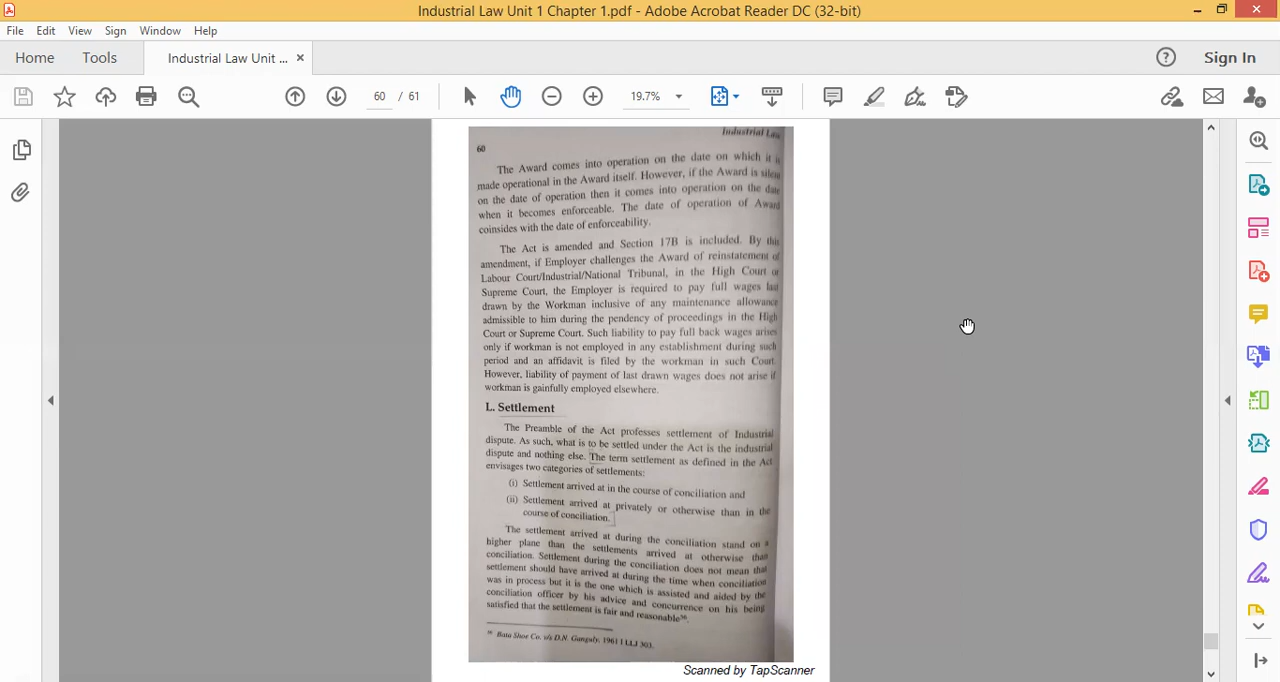 Industrial Law Unit 1 Chapter 1.pdf - Adobe Acrobat Reader DC (32-bit)
File Edit View Sign Window Help
Home Tools Industrial Law Unit ... × Sign In
60 / 61 19.7%
Industrial Law
60
The Award comes into operation on the date on which it is
made operational in the Award itself. However, if the Award is silent
on the date of operation then it comes into operation on the date
when it becomes enforceable. The date of operation of Award
coinsides with the date of enforceability.
The Act is amended and Section 17B is included. By this
amendment, if Employer challenges the Award of reinstatement of
Labour Court/Industrial/National Tribunal, in the High Court or
Supreme Court, the Employer is required to pay full wages last
drawn by the Workman inclusive of any maintenance allowance
admissible to him during the pendency of proceedings in the High
Court or Supreme Court. Such liability to pay full back wages arises
only if workman is not employed in any establishment during such
period and an affidavit is filed by the workman in such Court.
However, liability of payment of last drawn wages does not arise if
workman is gainfully employed elsewhere.
L. Settlement
The Preamble of the Act professes settlement of Industrial
dispute. As such, what is to be settled under the Act is the industrial
dispute and nothing else. The term settlement as defined in the Act
envisages two categories of settlements:
(i) Settlement arrived at in the course of conciliation and
(ii) Settlement arrived at privately or otherwise than in the
course of conciliation.
The settlement arrived at during the conciliation stand on a
higher plane than the settlements arrived at otherwise than
conciliation. Settlement during the conciliation does not mean that
settlement should have arrived at during the time when conciliation
was in process but it is the one which is assisted and aided by the
conciliation officer by his advice and concurrence on his being
satisfied that the settlement is fair and reasonable
Bata Shoe Co. v/s D.N. Ganguly, 1961 I LLJ 303.
Scanned by TapScanner